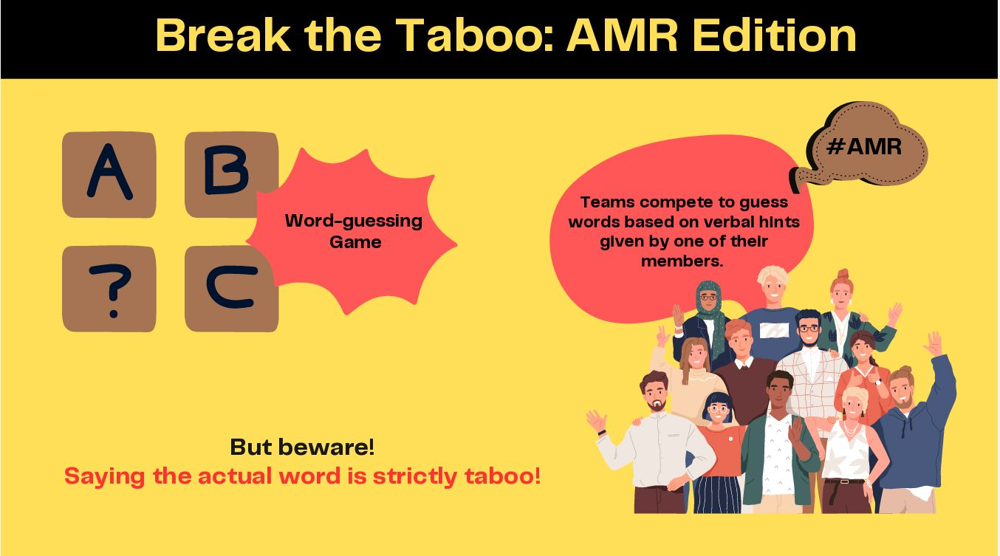 Break the Taboo: AMR Edition
A
B
?
C
Word-guessing
Game
#AMR
Teams compete to guess
words based on verbal hints
given by one of their
members.
But beware!
Saying the actual word is strictly taboo!